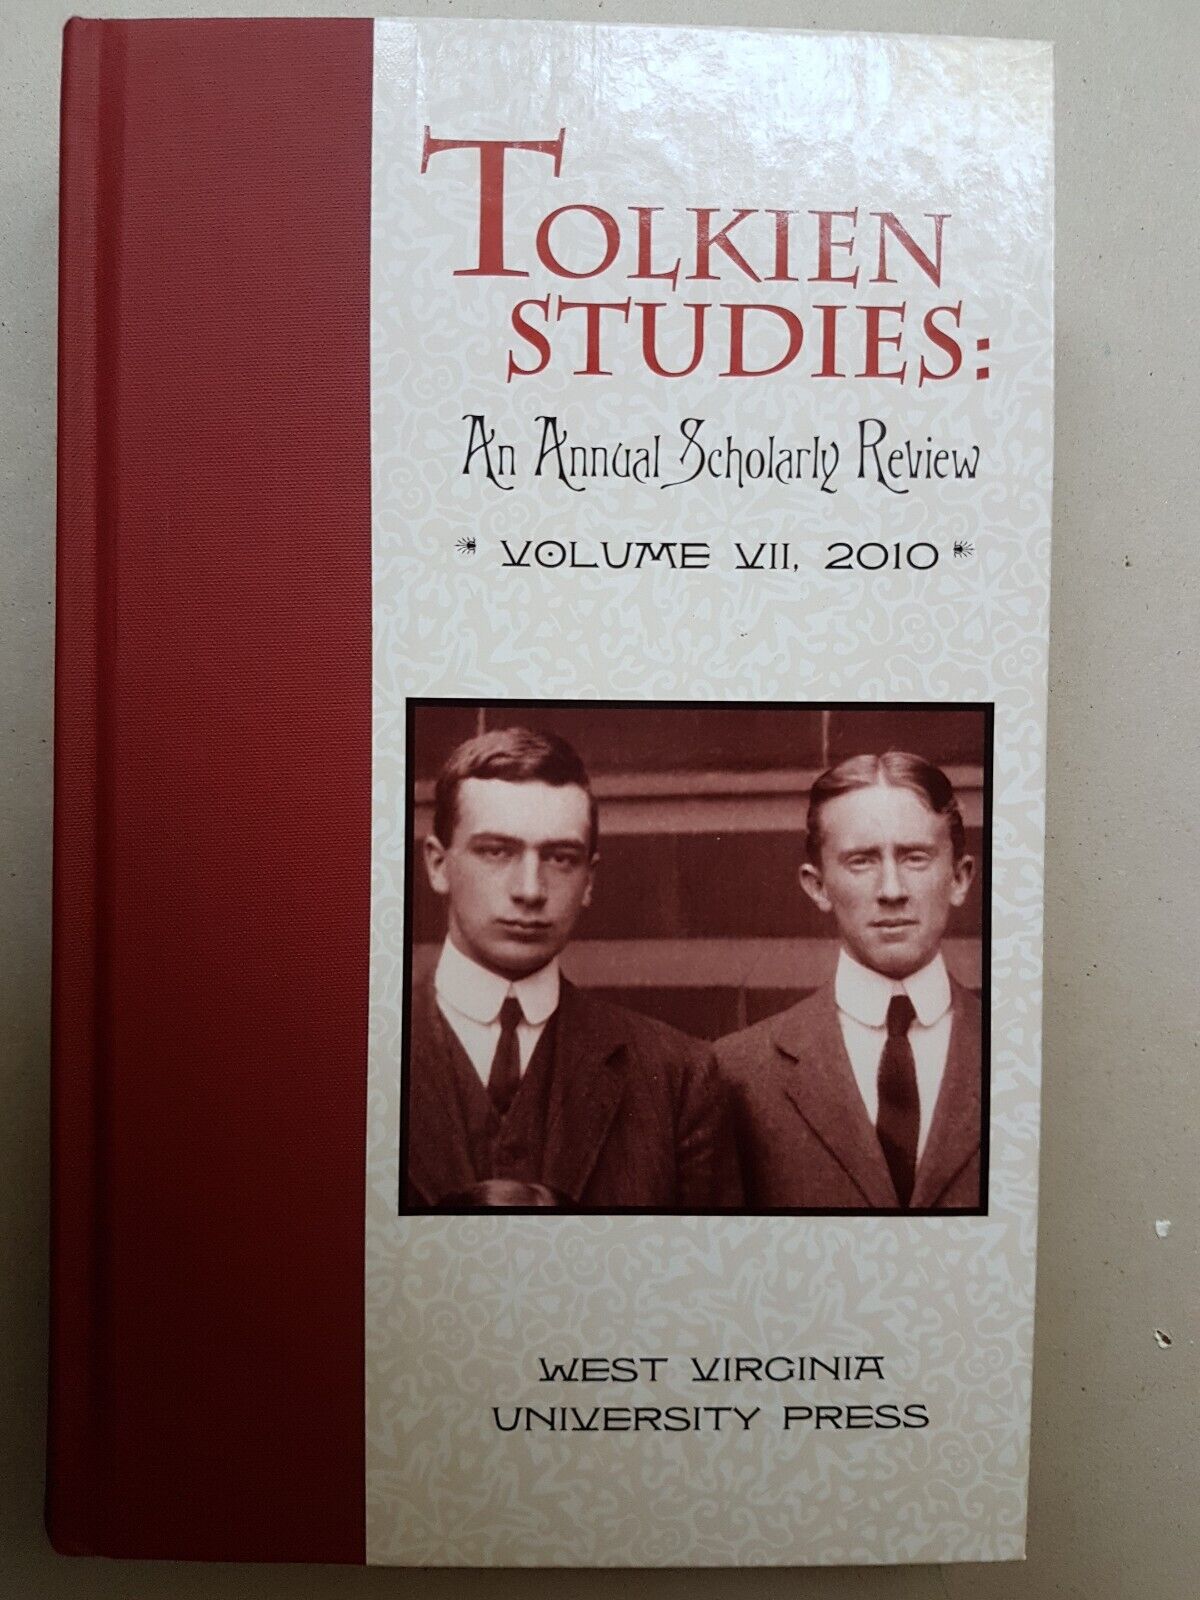 TOLKIEN
STUDIES:
An Annual Scholarly Review
VOLUME VII, 2010
WEST VIRGINIA
UNIVERSITY PRESS